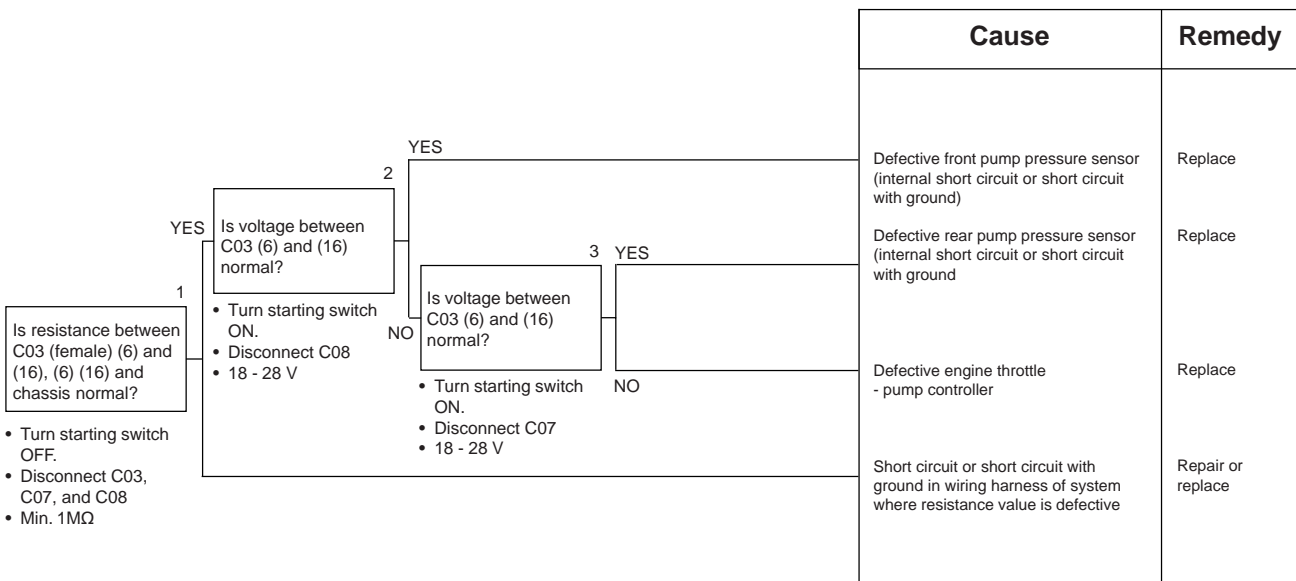 Cause
Remedy
YES
2
Defective front pump pressure sensor
(internal short circuit or short circuit
with ground)
Replace
YES
Is voltage between
C03 (6) and (16)
normal?
Defective rear pump pressure sensor
(internal short circuit or short circuit
with ground
Replace
3
YES
1
• Turn starting switch
ON.
• Disconnect C08
• 18 - 28 V
NO
Is voltage between
C03 (6) and (16)
normal?
Is resistance between
C03 (female) (6) and
(16), (6) (16) and
chassis normal?
NO
Defective engine throttle
- pump controller
Replace
• Turn starting switch
ON.
• Disconnect C07
• 18 - 28 V
• Turn starting switch
OFF.
• Disconnect C03,
C07, and C08
• Min. 1MΩ
Short circuit or short circuit with
ground in wiring harness of system
where resistance value is defective
Repair or
replace